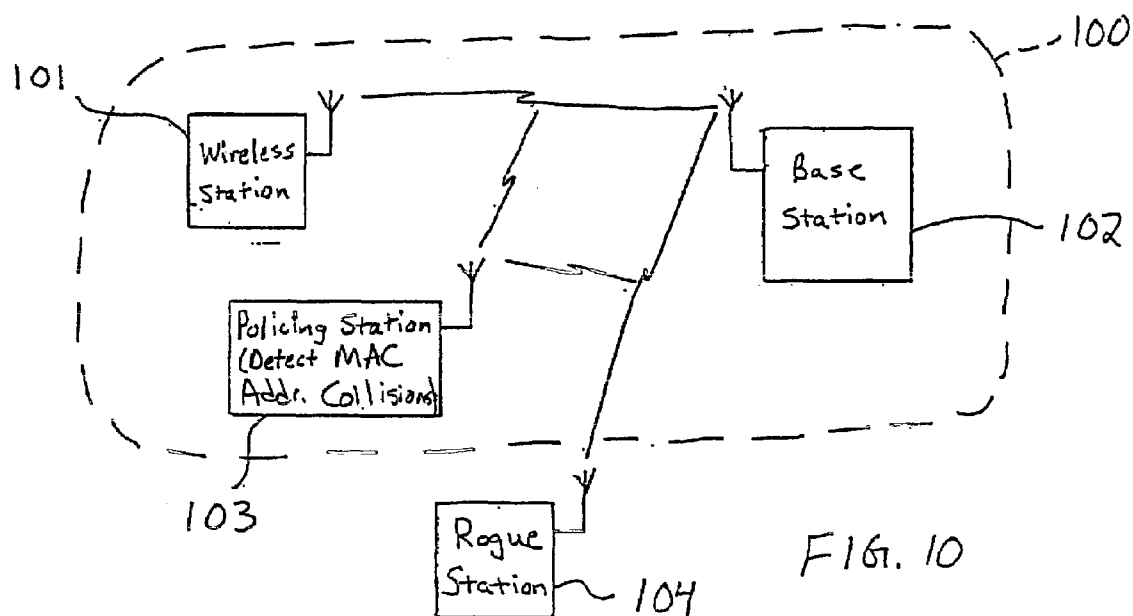 100
101
Wireless
Station
Base
Station
102
Policing Station
(Detect MAC
Addr. Collisions)
103
Rogue
Station
104
FIG. 10